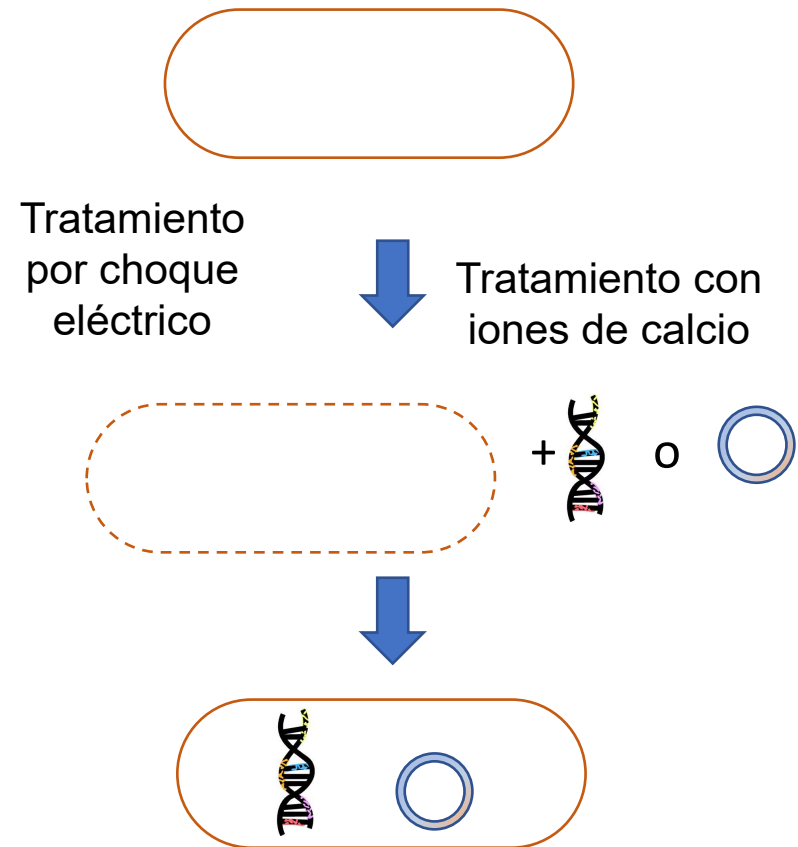 Tratamiento
por choque
eléctrico
Tratamiento con
iones de calcio
+ o